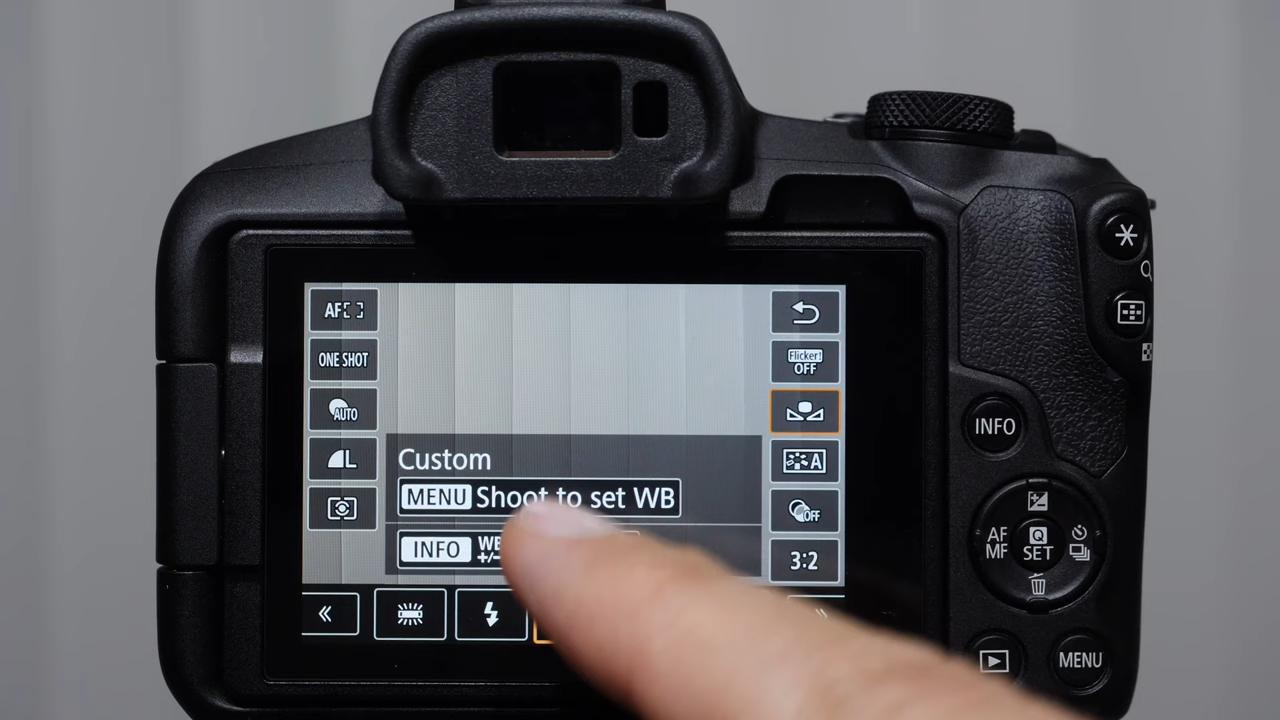 AF
ONE SHOT
AUTO
L
Flicker!
OFF
A
OFF
3:2
Custom
MENU Shoot to set WB
INFO WB
+/-
INFO
AF
MF
Q
SET
MENU